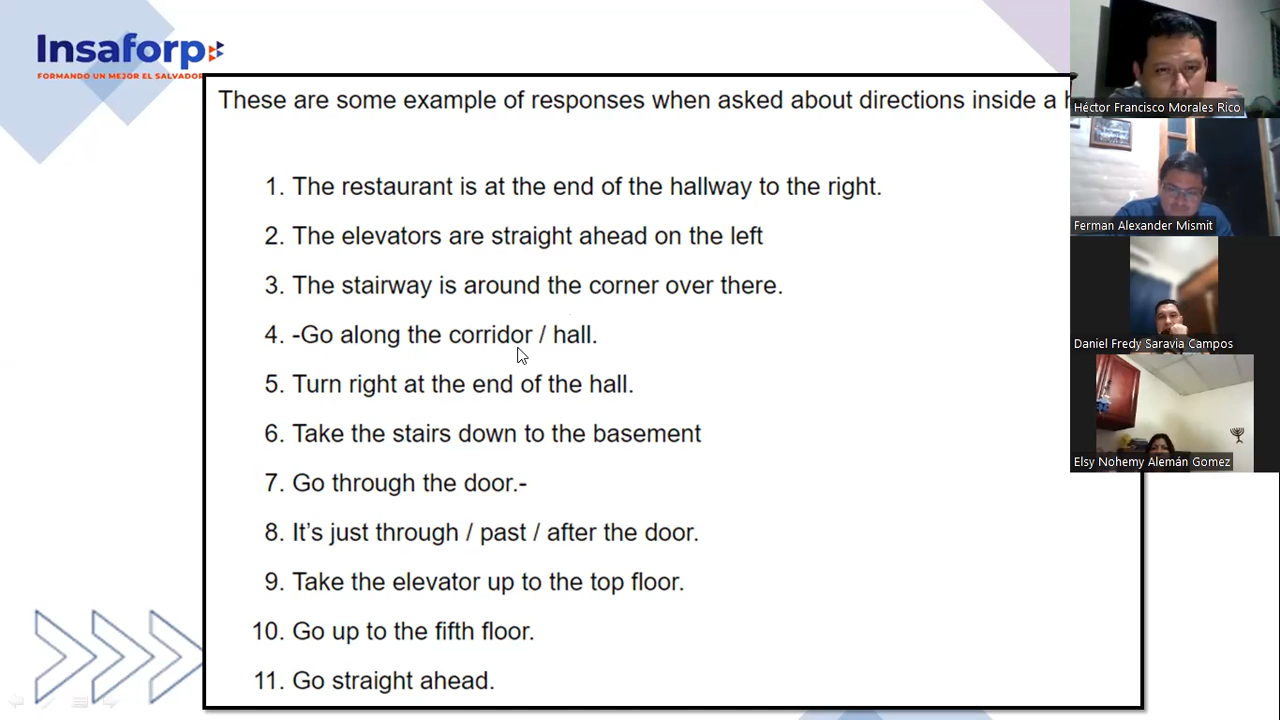 Insaforp
FORMANDO UN MEJOR EL SALVADOR
These are some example of responses when asked about directions inside a
1. The restaurant is at the end of the hallway to the right.
2. The elevators are straight ahead on the left
3. The stairway is around the corner over there.
4. -Go along the corridor / hall.
5. Turn right at the end of the hall.
6. Take the stairs down to the basement
7. Go through the door.-
8. It’s just through / past / after the door.
9. Take the elevator up to the top floor.
10. Go up to the fifth floor.
11. Go straight ahead.
Héctor Francisco Morales Rico
Ferman Alexander Mismit
Daniel Fredy Saravia Campos
Elsy Nohemy Alemán Gomez